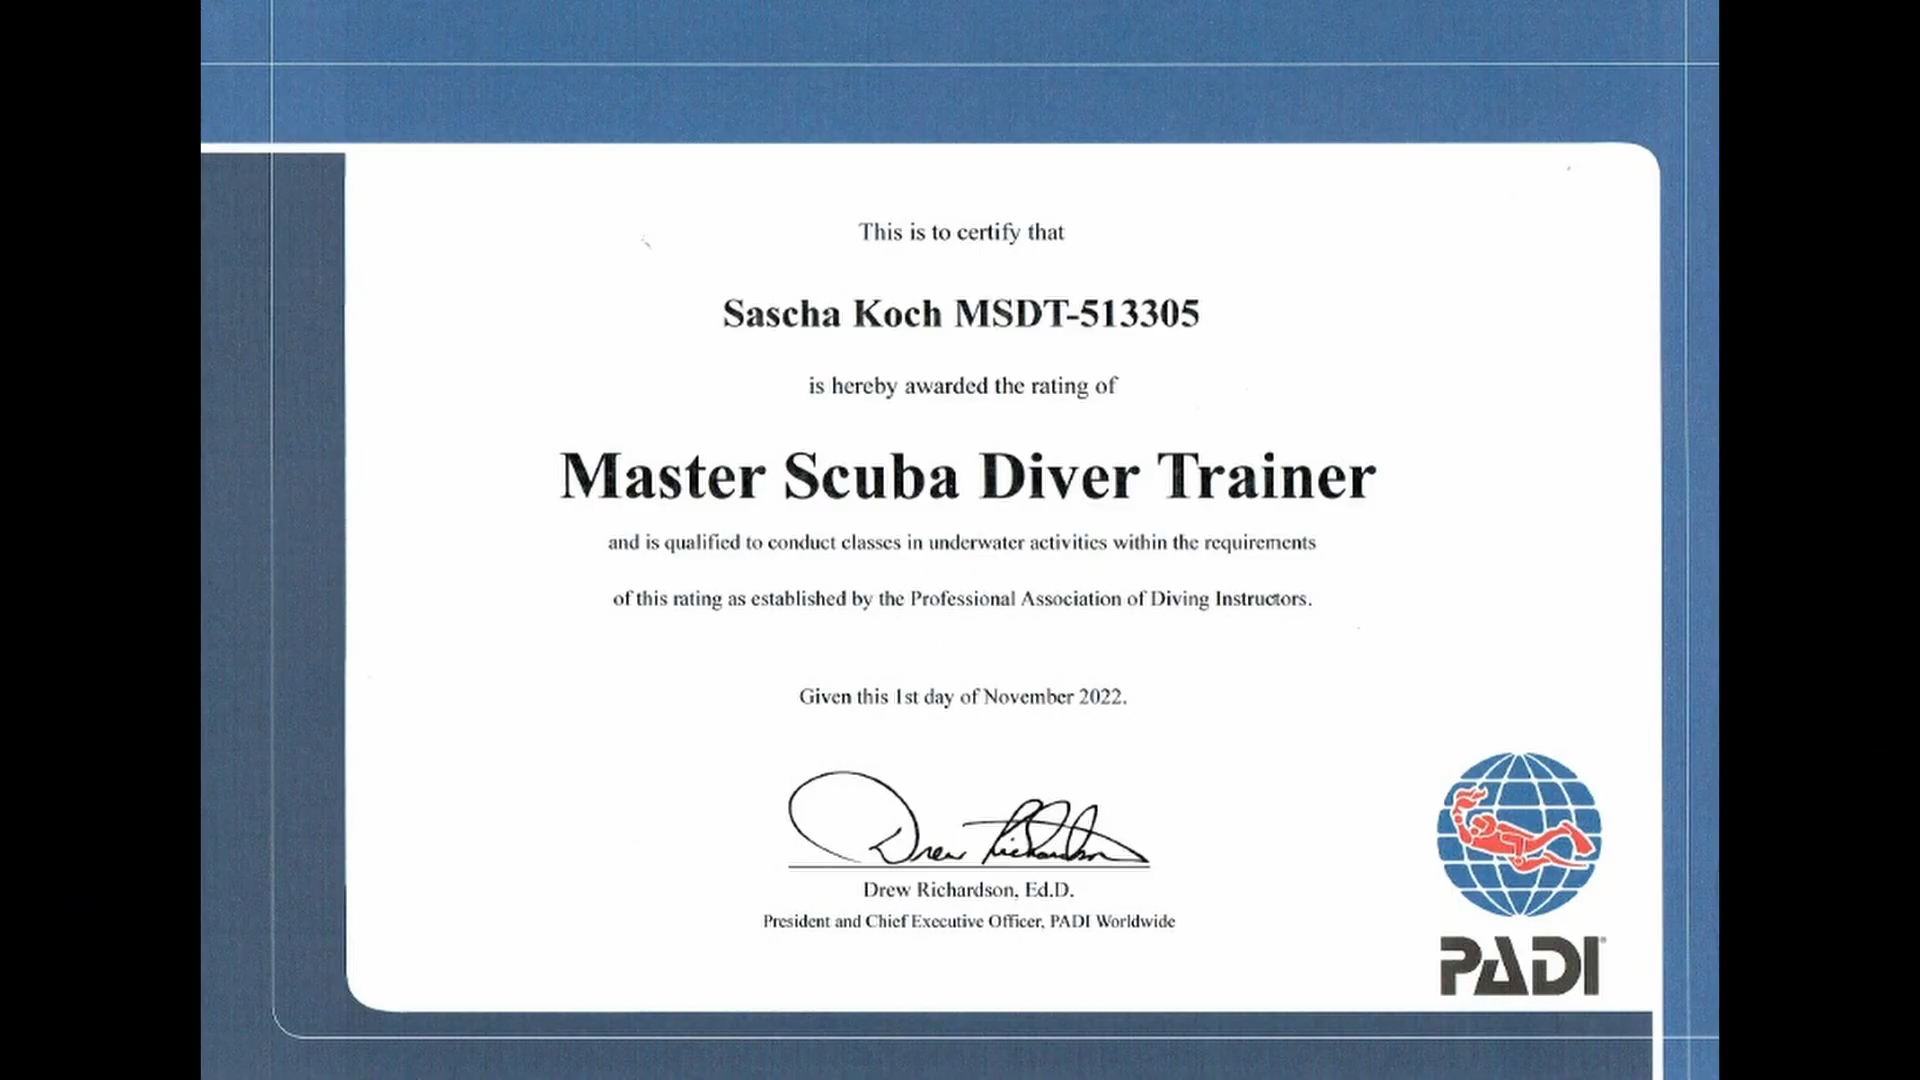 This is to certify that
Sascha Koch MSDT-513305
is hereby awarded the rating of
Master Scuba Diver Trainer
and is qualified to conduct classes in underwater activities within the requirements
of this rating as established by the Professional Association of Diving Instructors.
Given this 1st day of November 2022.
Drew Richardson
Drew Richardson, Ed.D.
President and Chief Executive Officer, PADI Worldwide
PADI®